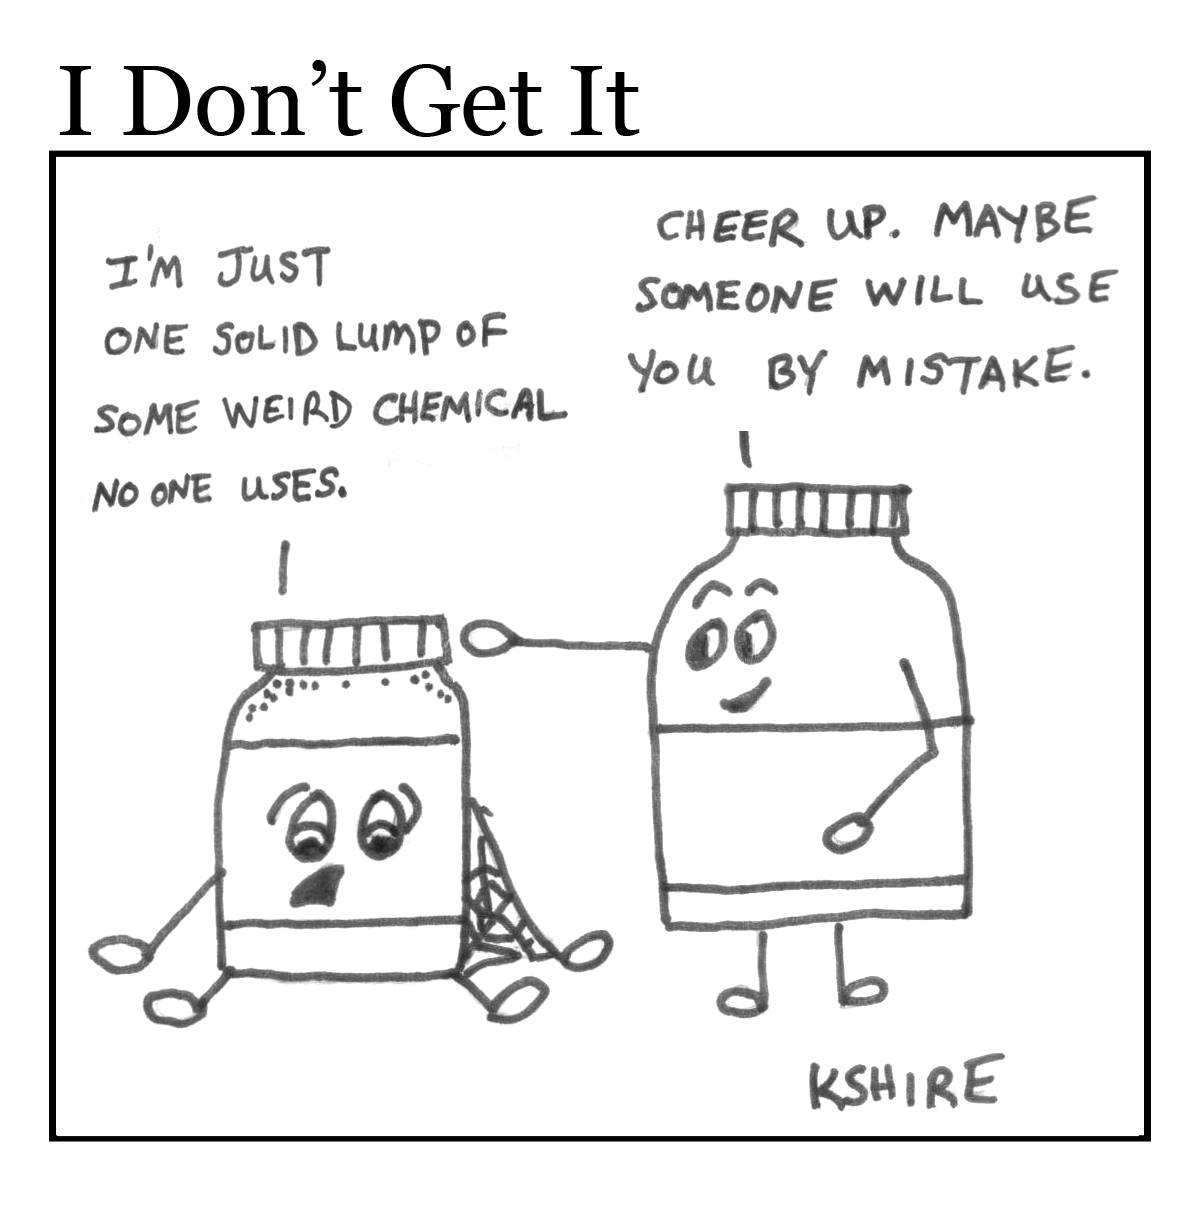 I Don't Get It
I'M JUST
ONE SOLID LUMP OF
SOME WEIRD CHEMICAL
NO ONE USES.
CHEER UP. MAYBE
SOMEONE WILL USE
YOU BY MISTAKE.
KSHIRE